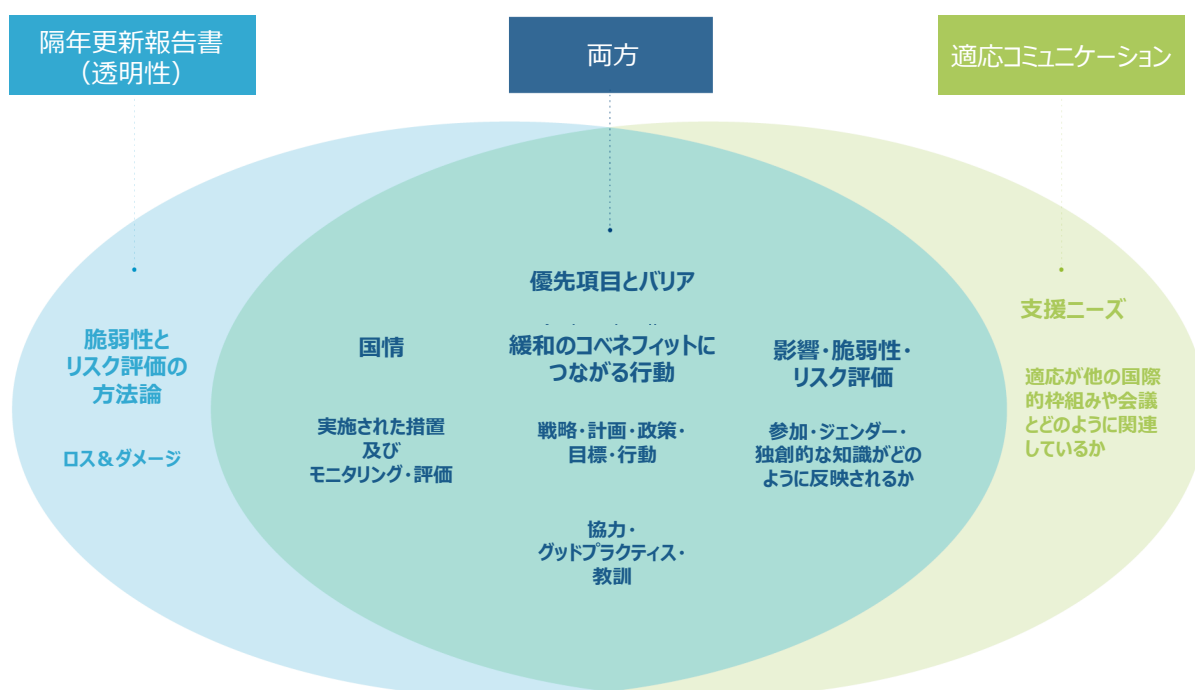 隔年更新報告書
（透明性）
両方
適応コミュニケーション
脆弱性と
リスク評価の
方法論
ロス＆ダメージ
優先項目とバリア
国情
緩和のコベネフィットに
つながる行動
影響・脆弱性・
リスク評価
実施された措置
及び
モニタリング・評価
戦略・計画・政策・
目標・行動
参加・ジェンダー・
独創的な知識がどの
ように反映されるか
協力・
グッドプラクティス・
教訓
支援ニーズ
適応が他の国際
的枠組みや会議
とどのように関連
しているか